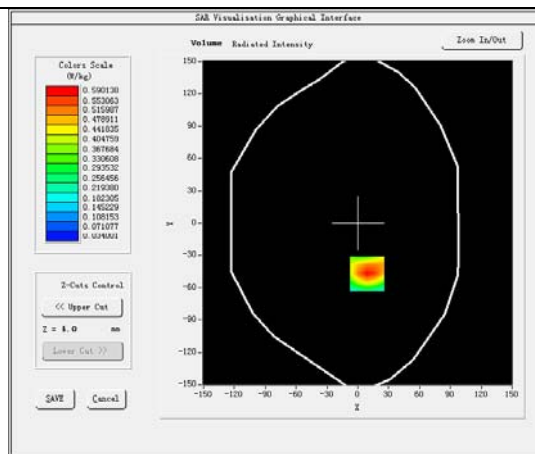 SAR Visualisation Graphical Interface
Volume Radiated Intensity
Zoom In/Out
Colors Scale
(W/kg)
0.590138
0.553063
0.515987
0.478911
0.441835
0.404759
0.367684
0.330608
0.293532
0.256456
0.219380
0.182305
0.145229
0.108153
0.071077
0.034001
Z-Cuts Control
<< Upper Cut
Z = 4.0 mm
Lower Cut >>
SAVE Cancel
150
120
90
60
30
0
-30
-60
-90
-120
-150
Y
-150 -120 -90 -60 -30 0 30 60 90 120 150
X